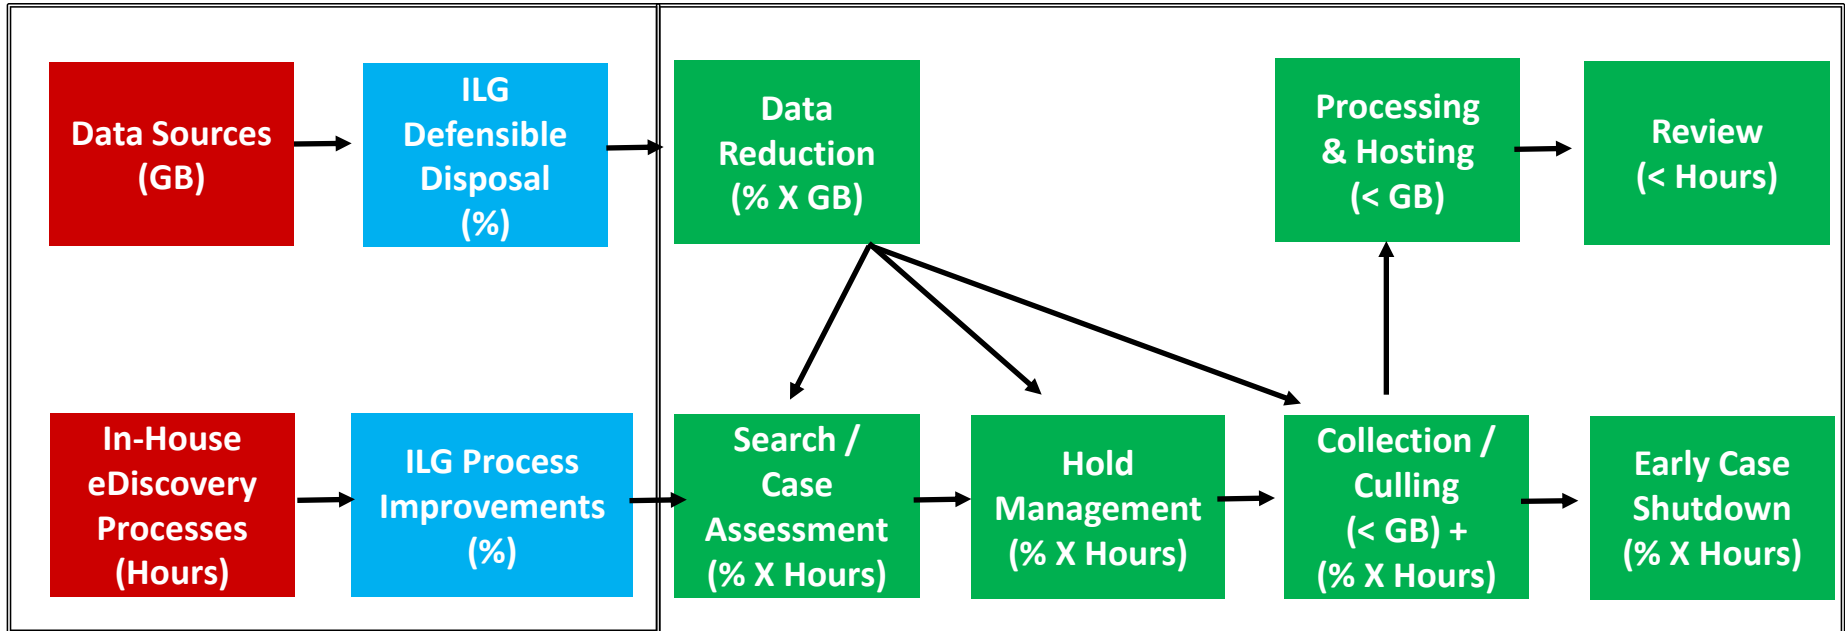 Data Sources
(GB)
ILG
Defensible
Disposal
(%)
Data
Reduction
(% X GB)
Processing
& Hosting
(< GB)
Review
(< Hours)
In-House
eDiscovery
Processes
(Hours)
ILG Process
Improvements
(%)
Search /
Case
Assessment
(% X Hours)
Hold
Management
(% X Hours)
Collection /
Culling
(< GB) +
(% X Hours)
Early Case
Shutdown
(% X Hours)